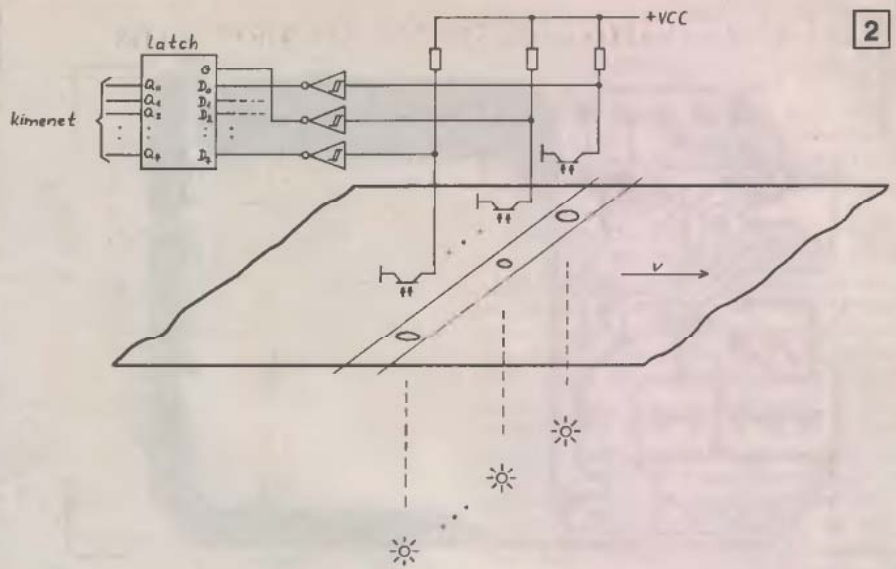 2
+VCC
latch
G
Q₀ D₀
Q₁ D₁
Q₂ D₂
kimenet
Q₇ D₇
v